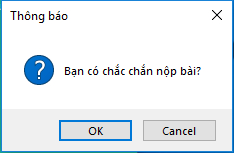 Thông báo
Bạn có chắc chắn nộp bài?
OK
Cancel